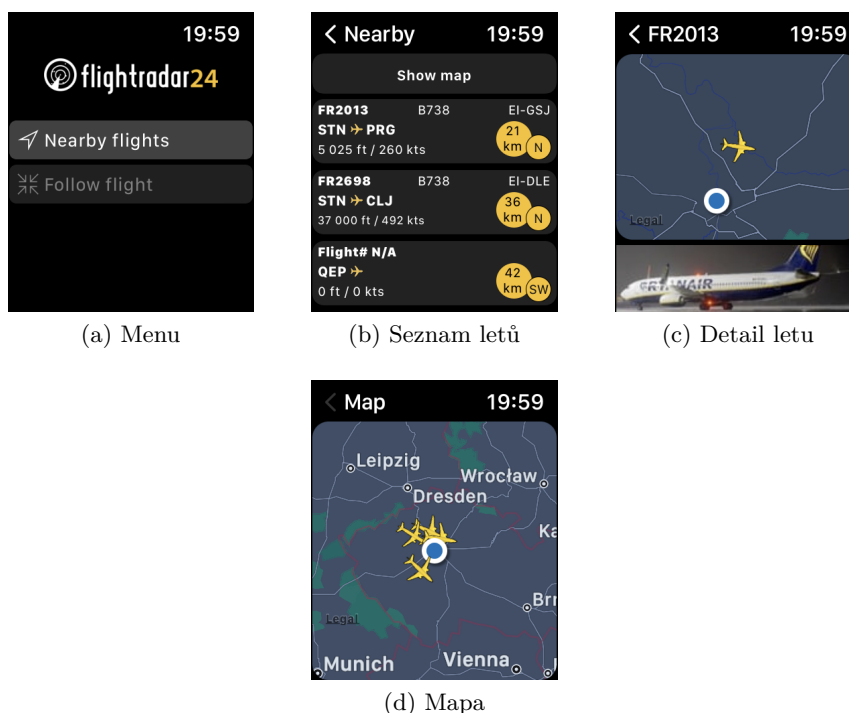 19:59
flightradar24
Nearby flights
Follow flight
(a) Menu
Nearby 19:59
Show map
FR2013 B738 EI-GSJ
STN PRG 21 km N
5 025 ft / 260 kts
FR2698 B738 EI-DLE
STN CLJ 36 km N
37 000 ft / 492 kts
Flight# N/A
QEP 42 km SW
0 ft / 0 kts
(b) Seznam letů
FR2013 19:59
Legal
RYANAIR
(c) Detail letu
Map 19:59
Leipzig
Wrocław
Dresden
Ka
Brr
Legal
Munich Vienna
(d) Mapa